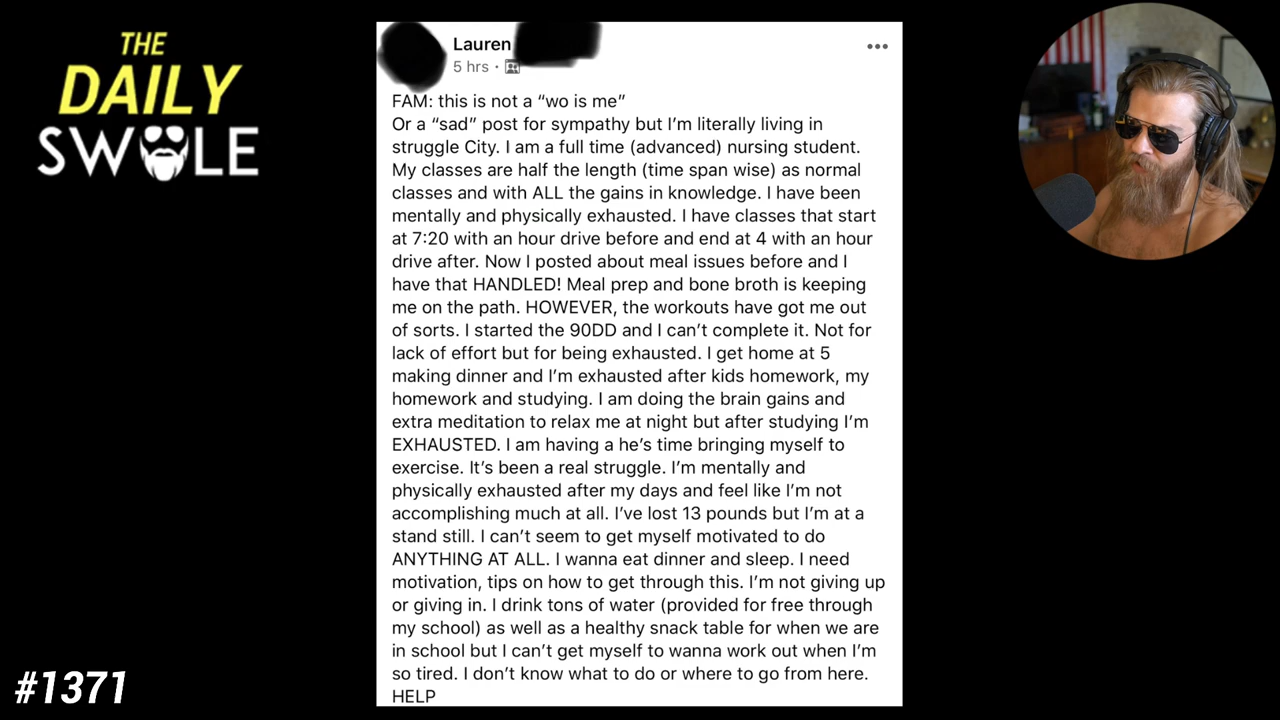 THE
DAILY
SWOLE
Lauren
5 hrs ·
FAM: this is not a “wo is me”
Or a “sad” post for sympathy but I’m literally living in
struggle City. I am a full time (advanced) nursing student.
My classes are half the length (time span wise) as normal
classes and with ALL the gains in knowledge. I have been
mentally and physically exhausted. I have classes that start
at 7:20 with an hour drive before and end at 4 with an hour
drive after. Now I posted about meal issues before and I
have that HANDLED! Meal prep and bone broth is keeping
me on the path. HOWEVER, the workouts have got me out
of sorts. I started the 90DD and I can’t complete it. Not for
lack of effort but for being exhausted. I get home at 5
making dinner and I’m exhausted after kids homework, my
homework and studying. I am doing the brain gains and
extra meditation to relax me at night but after studying I’m
EXHAUSTED. I am having a he’s time bringing myself to
exercise. It’s been a real struggle. I’m mentally and
physically exhausted after my days and feel like I’m not
accomplishing much at all. I’ve lost 13 pounds but I’m at a
stand still. I can’t seem to get myself motivated to do
ANYTHING AT ALL. I wanna eat dinner and sleep. I need
motivation, tips on how to get through this. I’m not giving up
or giving in. I drink tons of water (provided for free through
my school) as well as a healthy snack table for when we are
in school but I can’t get myself to wanna work out when I’m
so tired. I don’t know what to do or where to go from here.
HELP
#1371